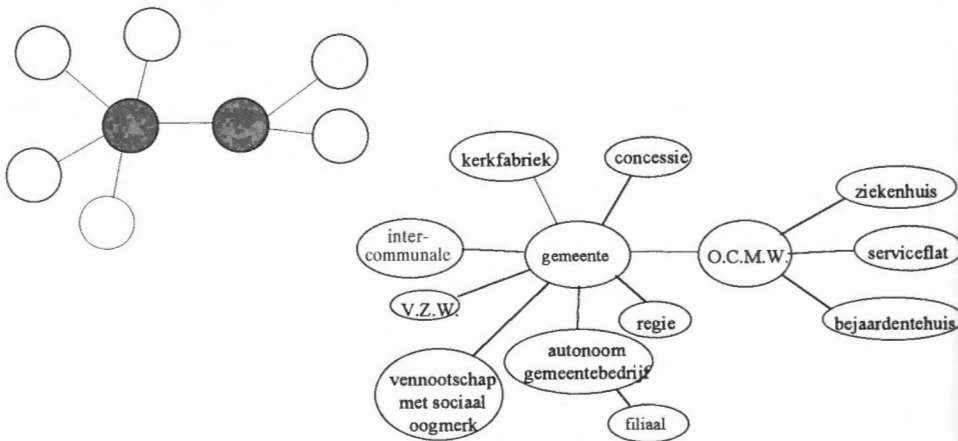 kerkfabriek
concessie
ziekenhuis
inter-
communale
gemeente
O.C.M.W.
serviceflat
V.Z.W.
regie
bejaardentehuis
autonoom
gemeentebedrijf
vennootschap
met sociaal
oogmerk
filiaal